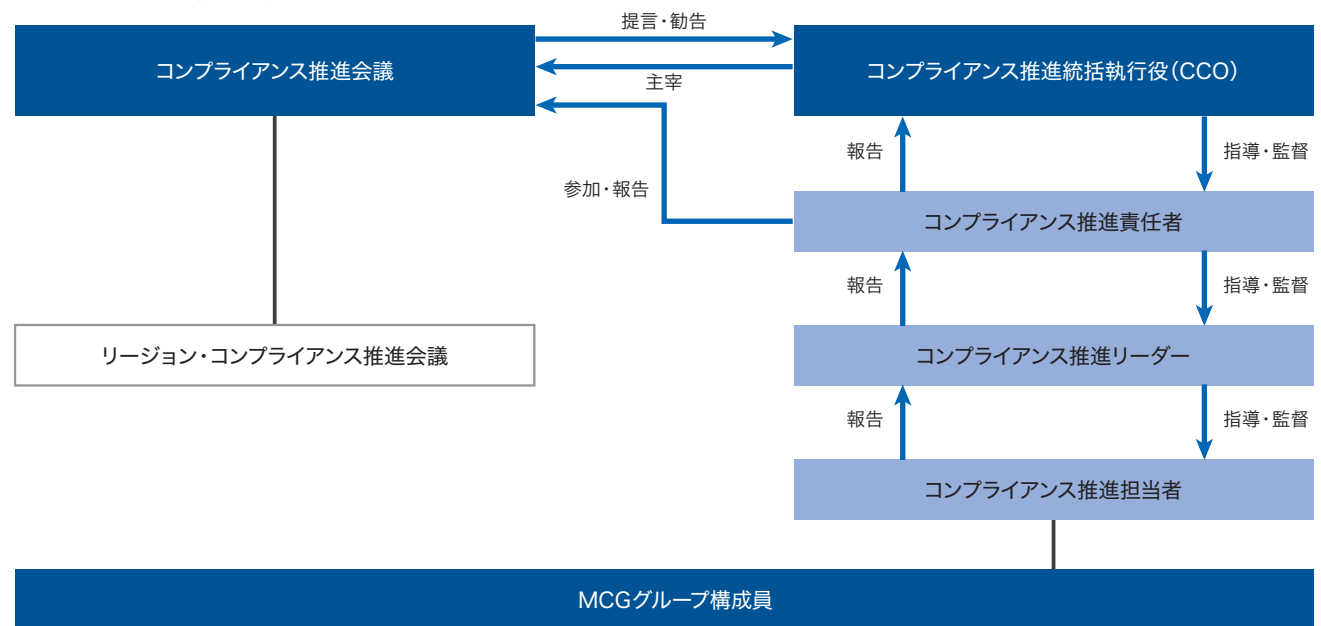 提言・勧告
コンプライアンス推進会議
コンプライアンス推進統括執行役(CCO)
主宰
報告
指導・監督
参加・報告
コンプライアンス推進責任者
報告
指導・監督
リージョン・コンプライアンス推進会議
コンプライアンス推進リーダー
報告
指導・監督
コンプライアンス推進担当者
MCGグループ構成員